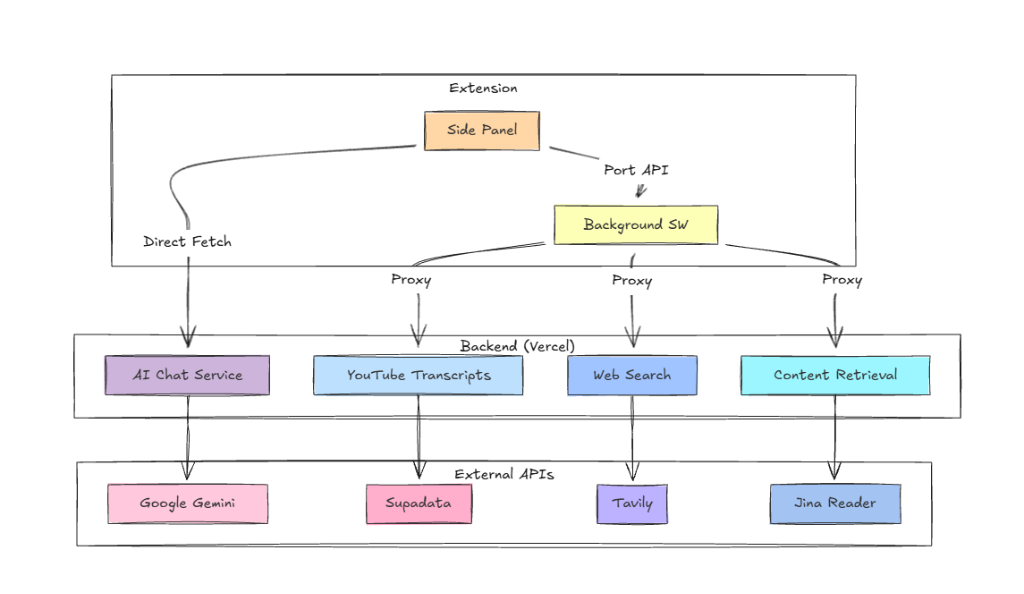 Extension
Side Panel
Port API
Background SW
Direct Fetch
Proxy
Proxy
Proxy
Backend (Vercel)
AI Chat Service
YouTube Transcripts
Web Search
Content Retrieval
External APIs
Google Gemini
Supadata
Tavily
Jina Reader